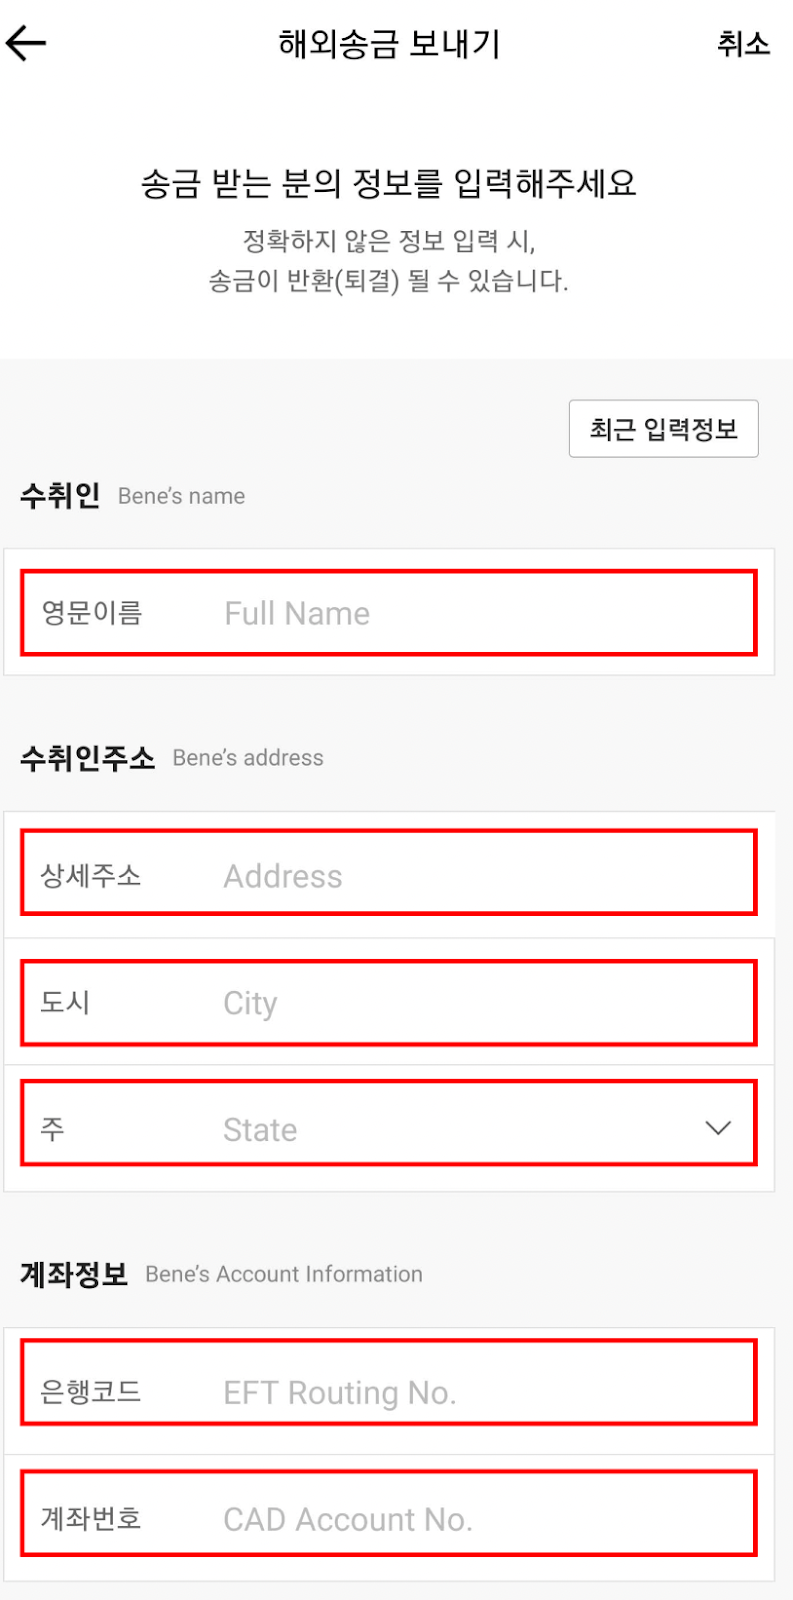 해외송금 보내기 취소
송금 받는 분의 정보를 입력해주세요
정확하지 않은 정보 입력 시,
송금이 반환(퇴결) 될 수 있습니다.
최근 입력정보
수취인 Bene's name
영문이름 Full Name
수취인주소 Bene's address
상세주소 Address
도시 City
주 State
계좌정보 Bene's Account Information
은행코드 EFT Routing No.
계좌번호 CAD Account No.